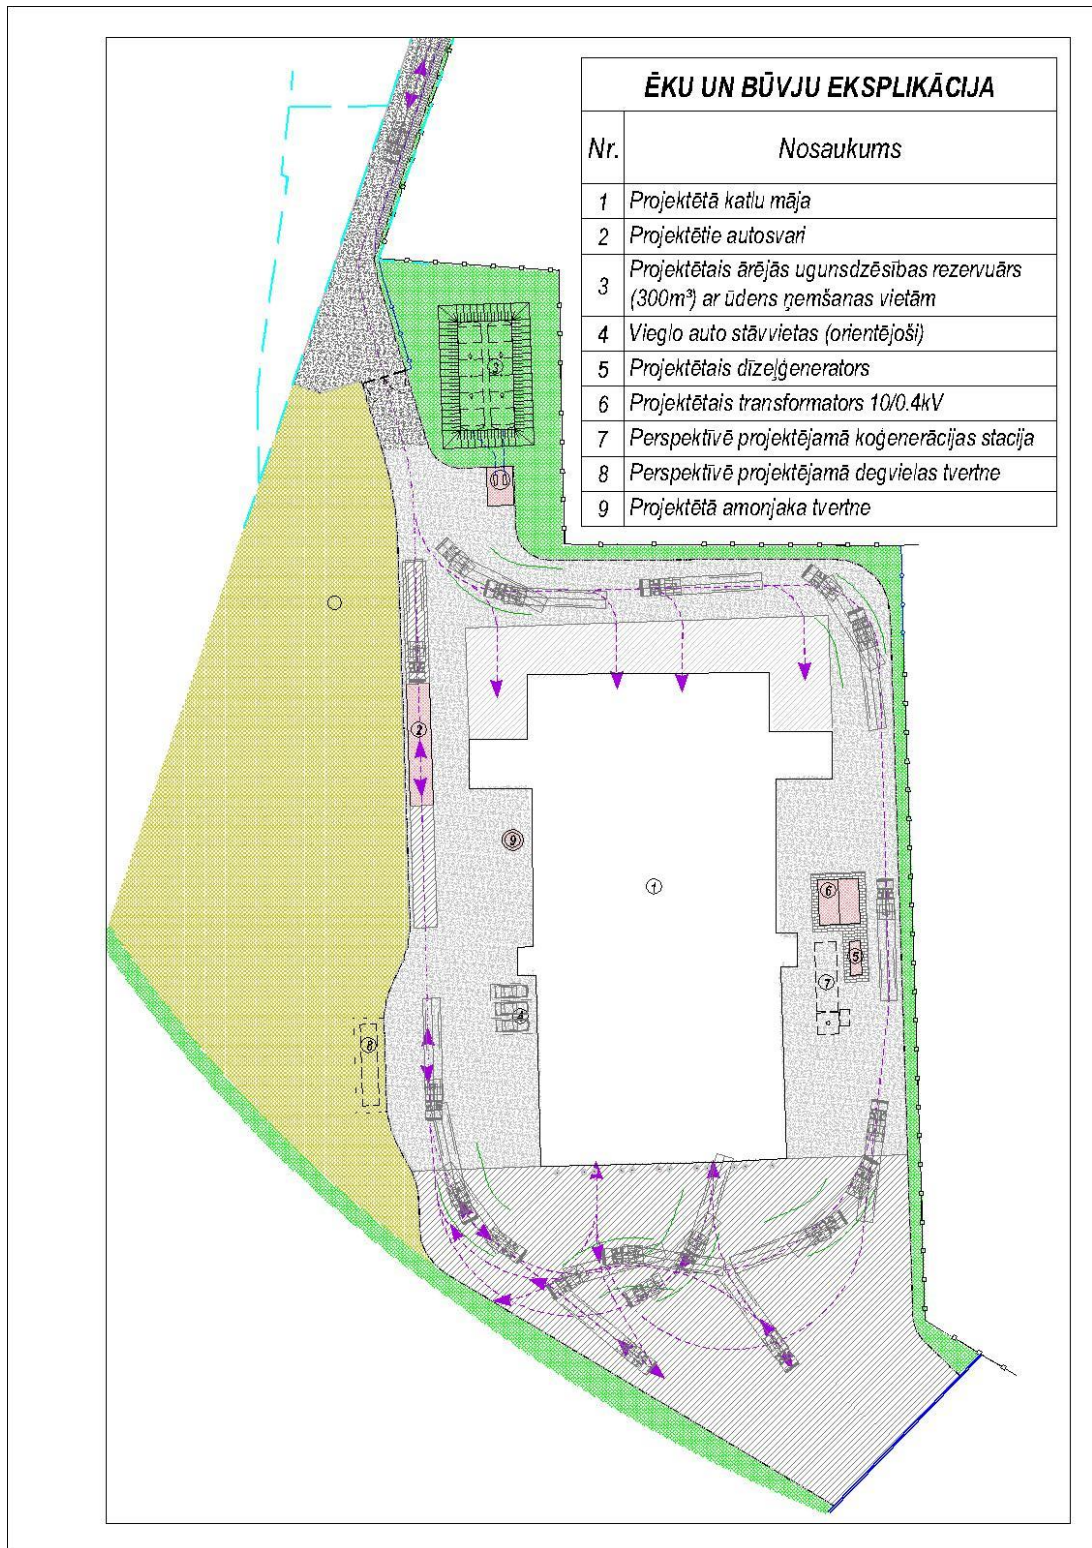 ĒKU UN BŪVJU EKSPLIKĀCIJA
Nr. Nosaukums
1 Projektētā katlu māja
2 Projektētie autosvari
3 Projektētais ārējās ugunsdzēsības rezervuārs
(300m³) ar ūdens ņemšanas vietām
4 Vieglo auto stāvvietas (orientējoši)
5 Projektētais dīzeļģenerators
6 Projektētais transformators 10/0.4kV
7 Perspektīvē projektējamā koģenerācijas stacija
8 Perspektīvē projektējamā degvielas tvertne
9 Projektētā amonjaka tvertne
3
2
9
1
6
5
7
4
8